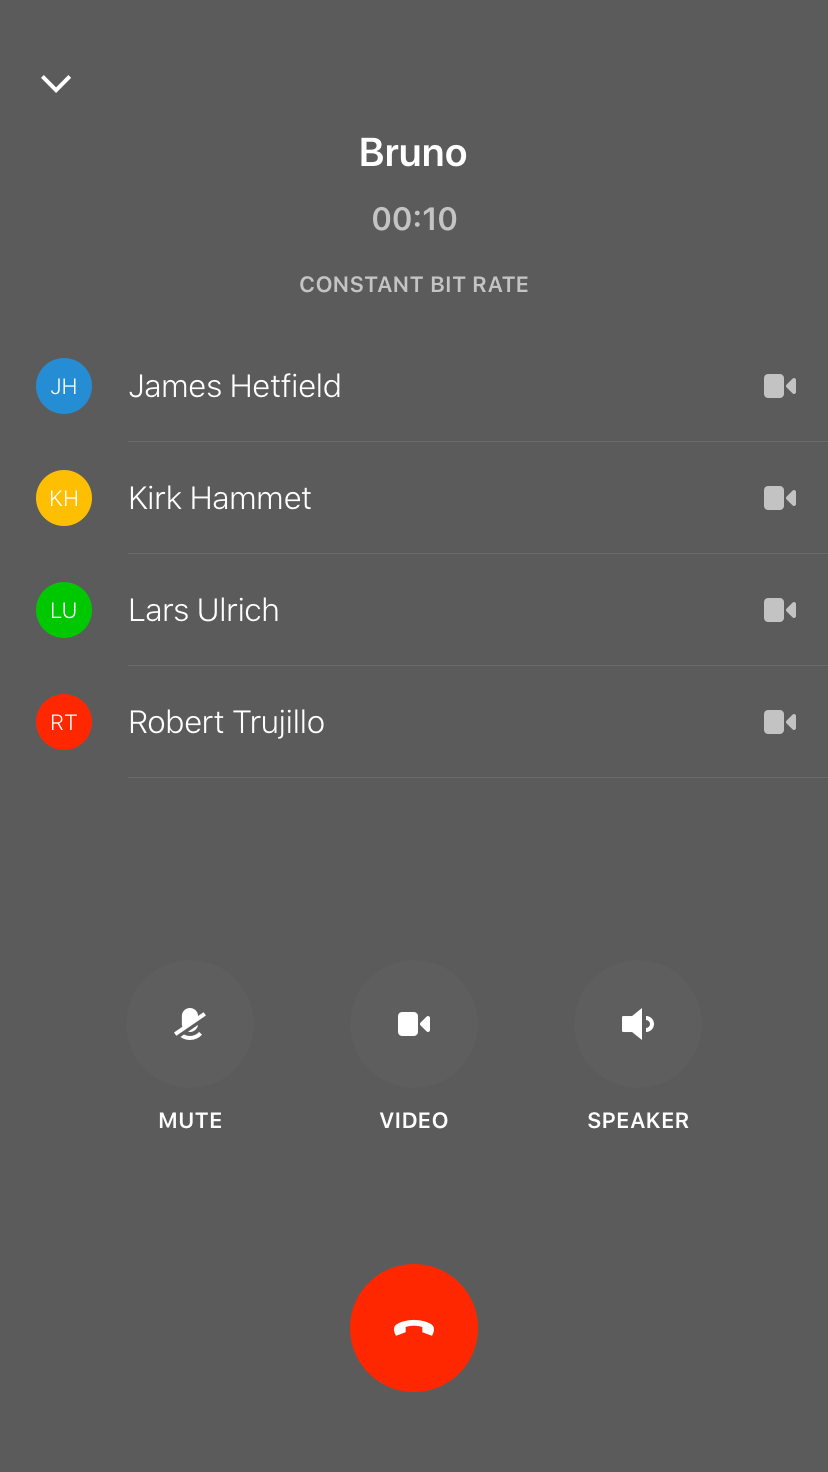 Bruno
00:10
CONSTANT BIT RATE
JH James Hetfield
KH Kirk Hammet
LU Lars Ulrich
RT Robert Trujillo
MUTE VIDEO SPEAKER